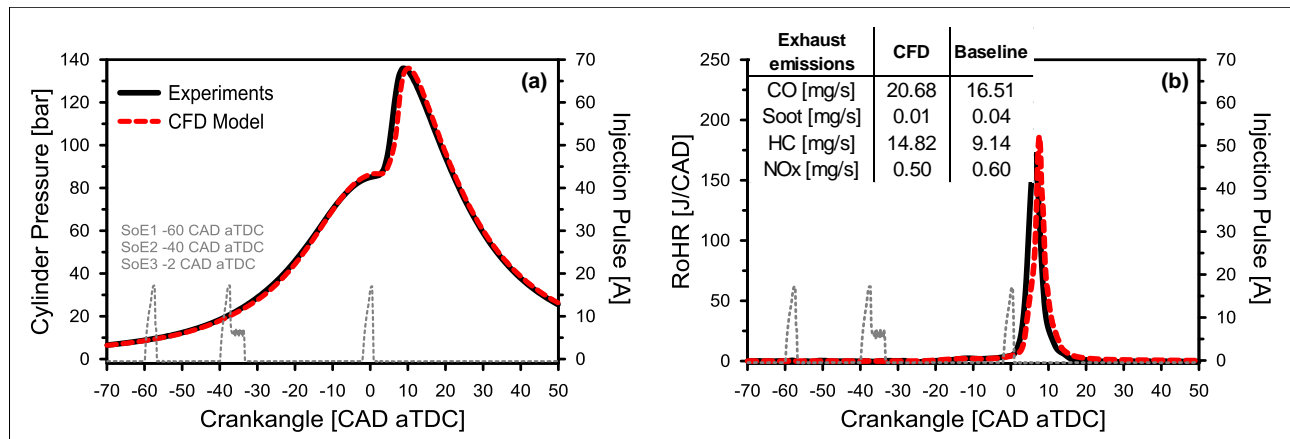 (a)
Cylinder Pressure [bar]
140
120
100
80
60
40
20
0
Experiments
CFD Model
SoE1 -60 CAD aTDC
SoE2 -40 CAD aTDC
SoE3 -2 CAD aTDC
70
60
50
40
30
20
10
0
Injection Pulse [A]
-70 -60 -50 -40 -30 -20 -10 0 10 20 30 40 50
Crankangle [CAD aTDC]
(b)
RoHR [J/CAD]
250
200
150
100
50
0
Exhaust emissions CFD Baseline
CO [mg/s] 20.68 16.51
Soot [mg/s] 0.01 0.04
HC [mg/s] 14.82 9.14
NOx [mg/s] 0.50 0.60
70
60
50
40
30
20
10
0
Injection Pulse [A]
-70 -60 -50 -40 -30 -20 -10 0 10 20 30 40 50
Crankangle [CAD aTDC]